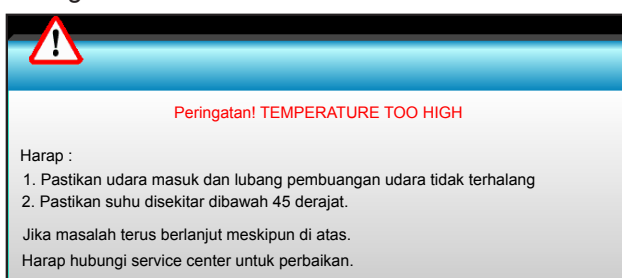 Peringatan! TEMPERATURE TOO HIGH
Harap :
1. Pastikan udara masuk dan lubang pembuangan udara tidak terhalang
2. Pastikan suhu disekitar dibawah 45 derajat.
Jika masalah terus berlanjut meskipun di atas.
Harap hubungi service center untuk perbaikan.